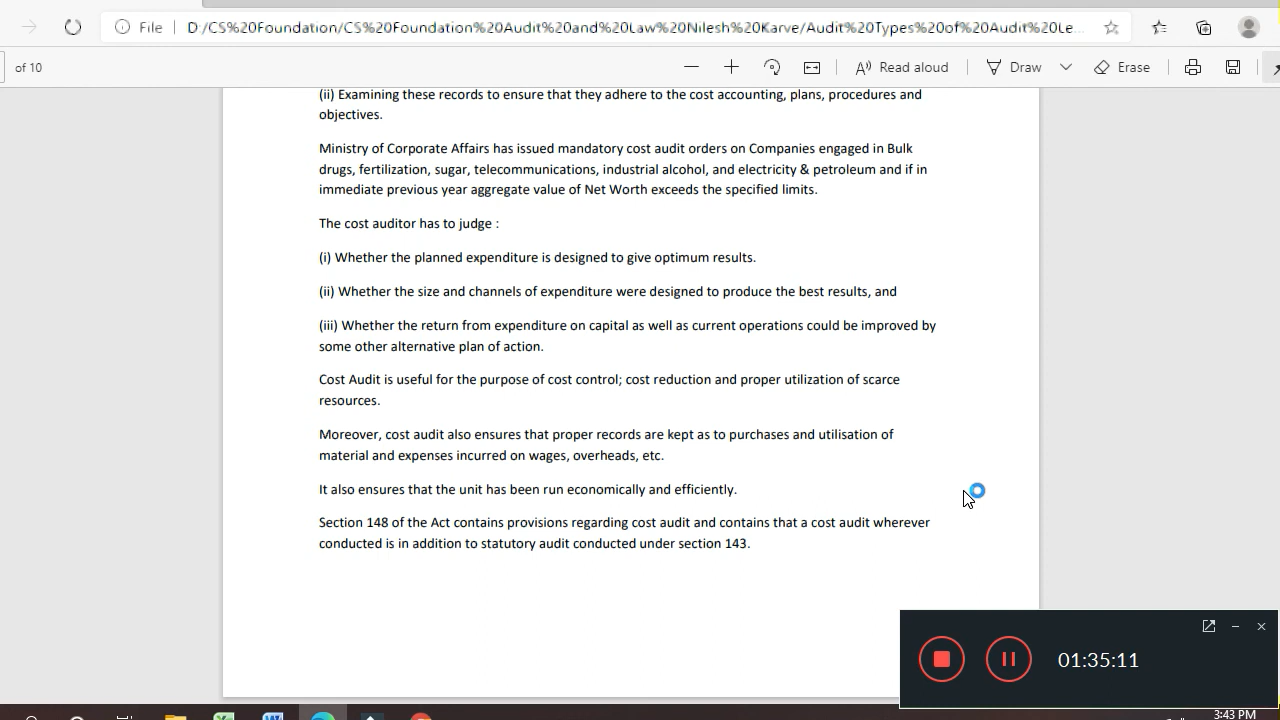 File
D:/CS%20Foundation/CS%20Foundation%20Audit%20and%20Law%20Nilesh%20Karve/Audit%20Types%20of%20Audit%20Le...
of 10
Read aloud
Draw
Erase
(ii) Examining these records to ensure that they adhere to the cost accounting, plans, procedures and
objectives.
Ministry of Corporate Affairs has issued mandatory cost audit orders on Companies engaged in Bulk
drugs, fertilization, sugar, telecommunications, industrial alcohol, and electricity & petroleum and if in
immediate previous year aggregate value of Net Worth exceeds the specified limits.
The cost auditor has to judge :
(i) Whether the planned expenditure is designed to give optimum results.
(ii) Whether the size and channels of expenditure were designed to produce the best results, and
(iii) Whether the return from expenditure on capital as well as current operations could be improved by
some other alternative plan of action.
Cost Audit is useful for the purpose of cost control; cost reduction and proper utilization of scarce
resources.
Moreover, cost audit also ensures that proper records are kept as to purchases and utilisation of
material and expenses incurred on wages, overheads, etc.
It also ensures that the unit has been run economically and efficiently.
Section 148 of the Act contains provisions regarding cost audit and contains that a cost audit wherever
conducted is in addition to statutory audit conducted under section 143.
01:35:11
3:43 PM